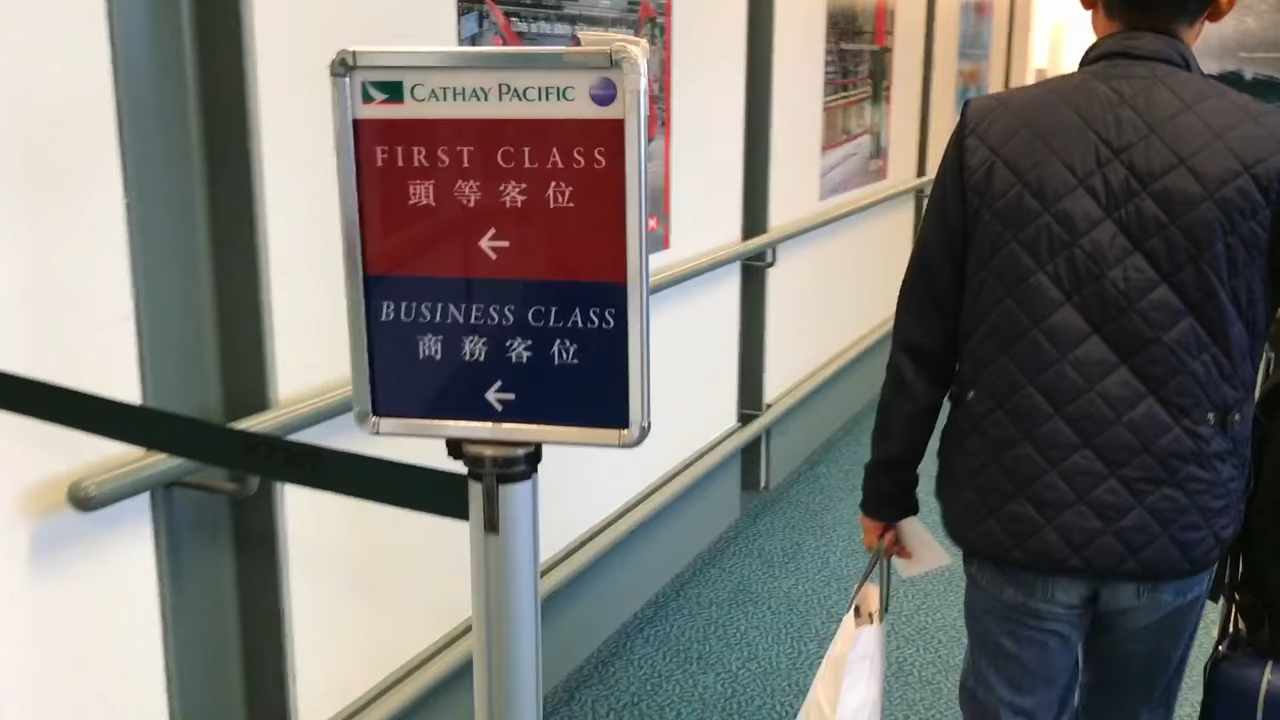 CATHAY PACIFIC
FIRST CLASS
頭等客位
←
BUSINESS CLASS
商務客位
←